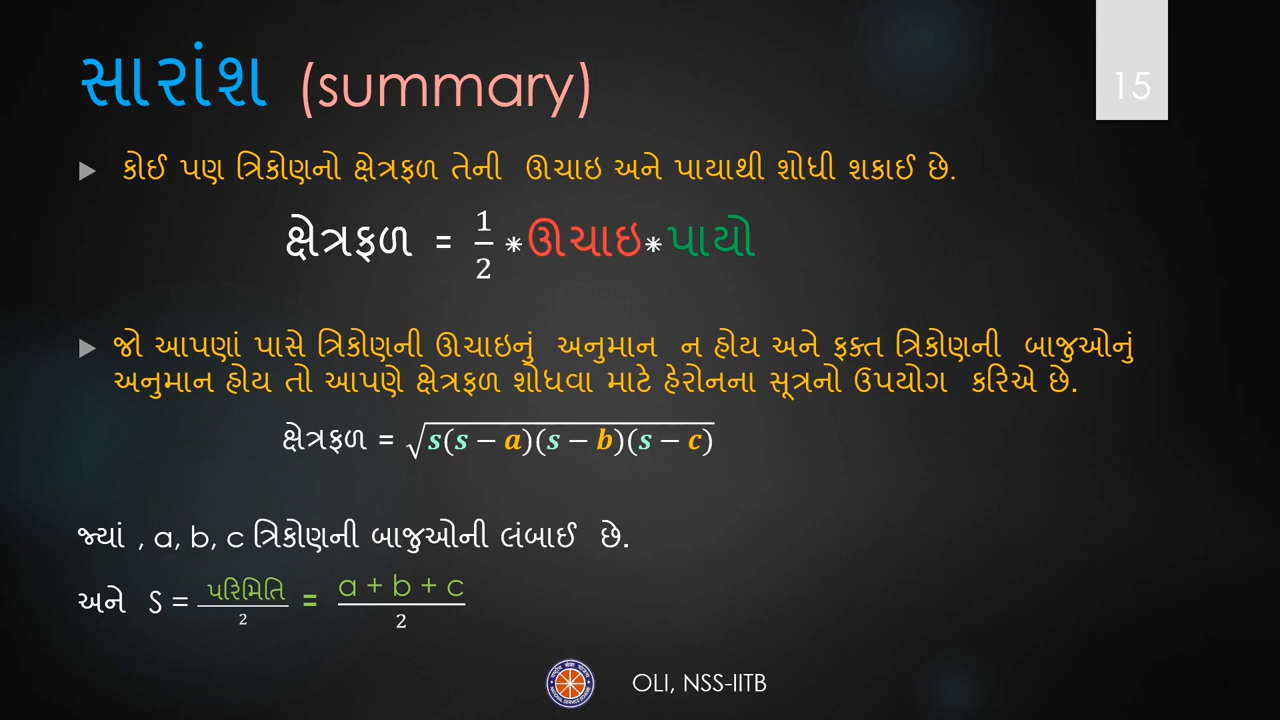 સારાંશ (summary)
15
કોઈ પણ ત્રિકોણનો ક્ષેત્રફળ તેની ઊચાઇ અને પાયાથી શોધી શકાઈ છે.
ક્ષેત્રફળ = 1/2 *ઊચાઇ*પાયો
જો આપણાં પાસે ત્રિકોણની ઊચાઇનું અનુમાન ન હોય અને ફક્ત ત્રિકોણની બાજુઓનું
અનુમાન હોય તો આપણે ક્ષેત્રફળ શોધવા માટે હેરોનના સૂત્રનો ઉપયોગ કરિએ છે.
ક્ષેત્રફળ = √s(s − a)(s − b)(s − c)
જ્યાં , a, b, c ત્રિકોણની બાજુઓની લંબાઈ છે.
અને S = પરિમિતિ/2 = a + b + c/2
OLI, NSS-IITB